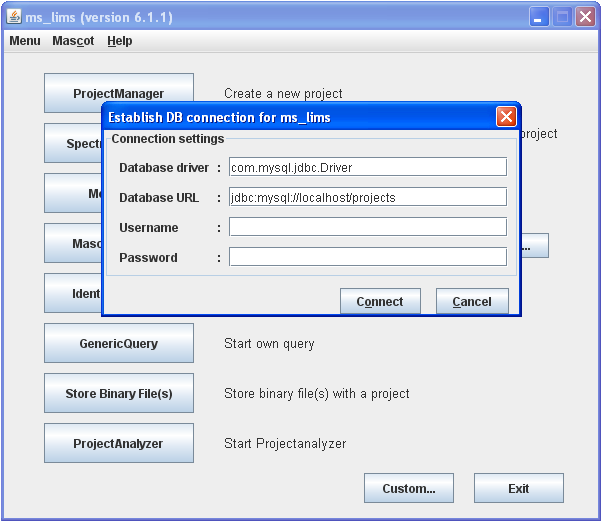 ms_lims (version 6.1.1)
Menu Mascot Help
ProjectManager Create a new project
Establish DB connection for ms_lims
Connection settings
Spect project
Database driver : com.mysql.jdbc.Driver
Database URL : jdbc:mysql://localhost/projects
Username :
Password :
Masc ...
Ident
Connect Cancel
GenericQuery Start own query
Store Binary File(s) Store binary file(s) with a project
ProjectAnalyzer Start Projectanalyzer
Custom... Exit